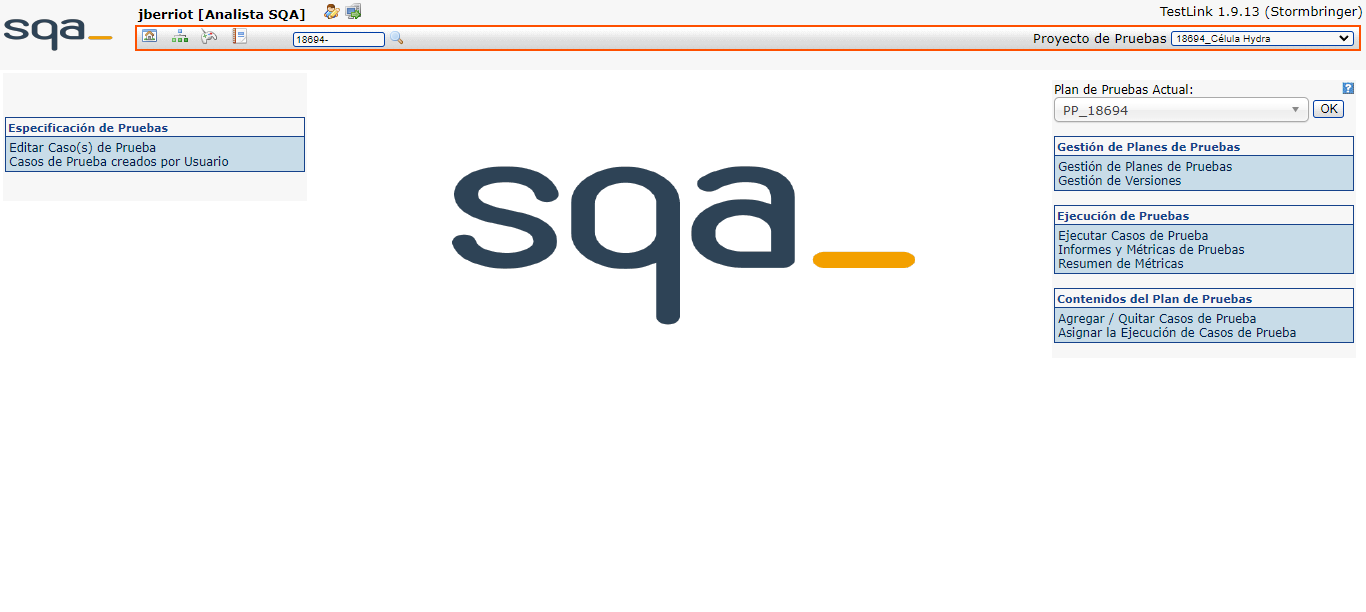 sqa_
jberriot [Analista SQA]
TestLink 1.9.13 (Stormbringer)
18694-
Proyecto de Pruebas 18694_Célula Hydra
Especificación de Pruebas
Editar Caso(s) de Prueba
Casos de Prueba creados por Usuario
sqa_
Plan de Pruebas Actual:
?
PP_18694
OK
Gestión de Planes de Pruebas
Gestión de Planes de Pruebas
Gestión de Versiones
Ejecución de Pruebas
Ejecutar Casos de Prueba
Informes y Métricas de Pruebas
Resumen de Métricas
Contenidos del Plan de Pruebas
Agregar / Quitar Casos de Prueba
Asignar la Ejecución de Casos de Prueba